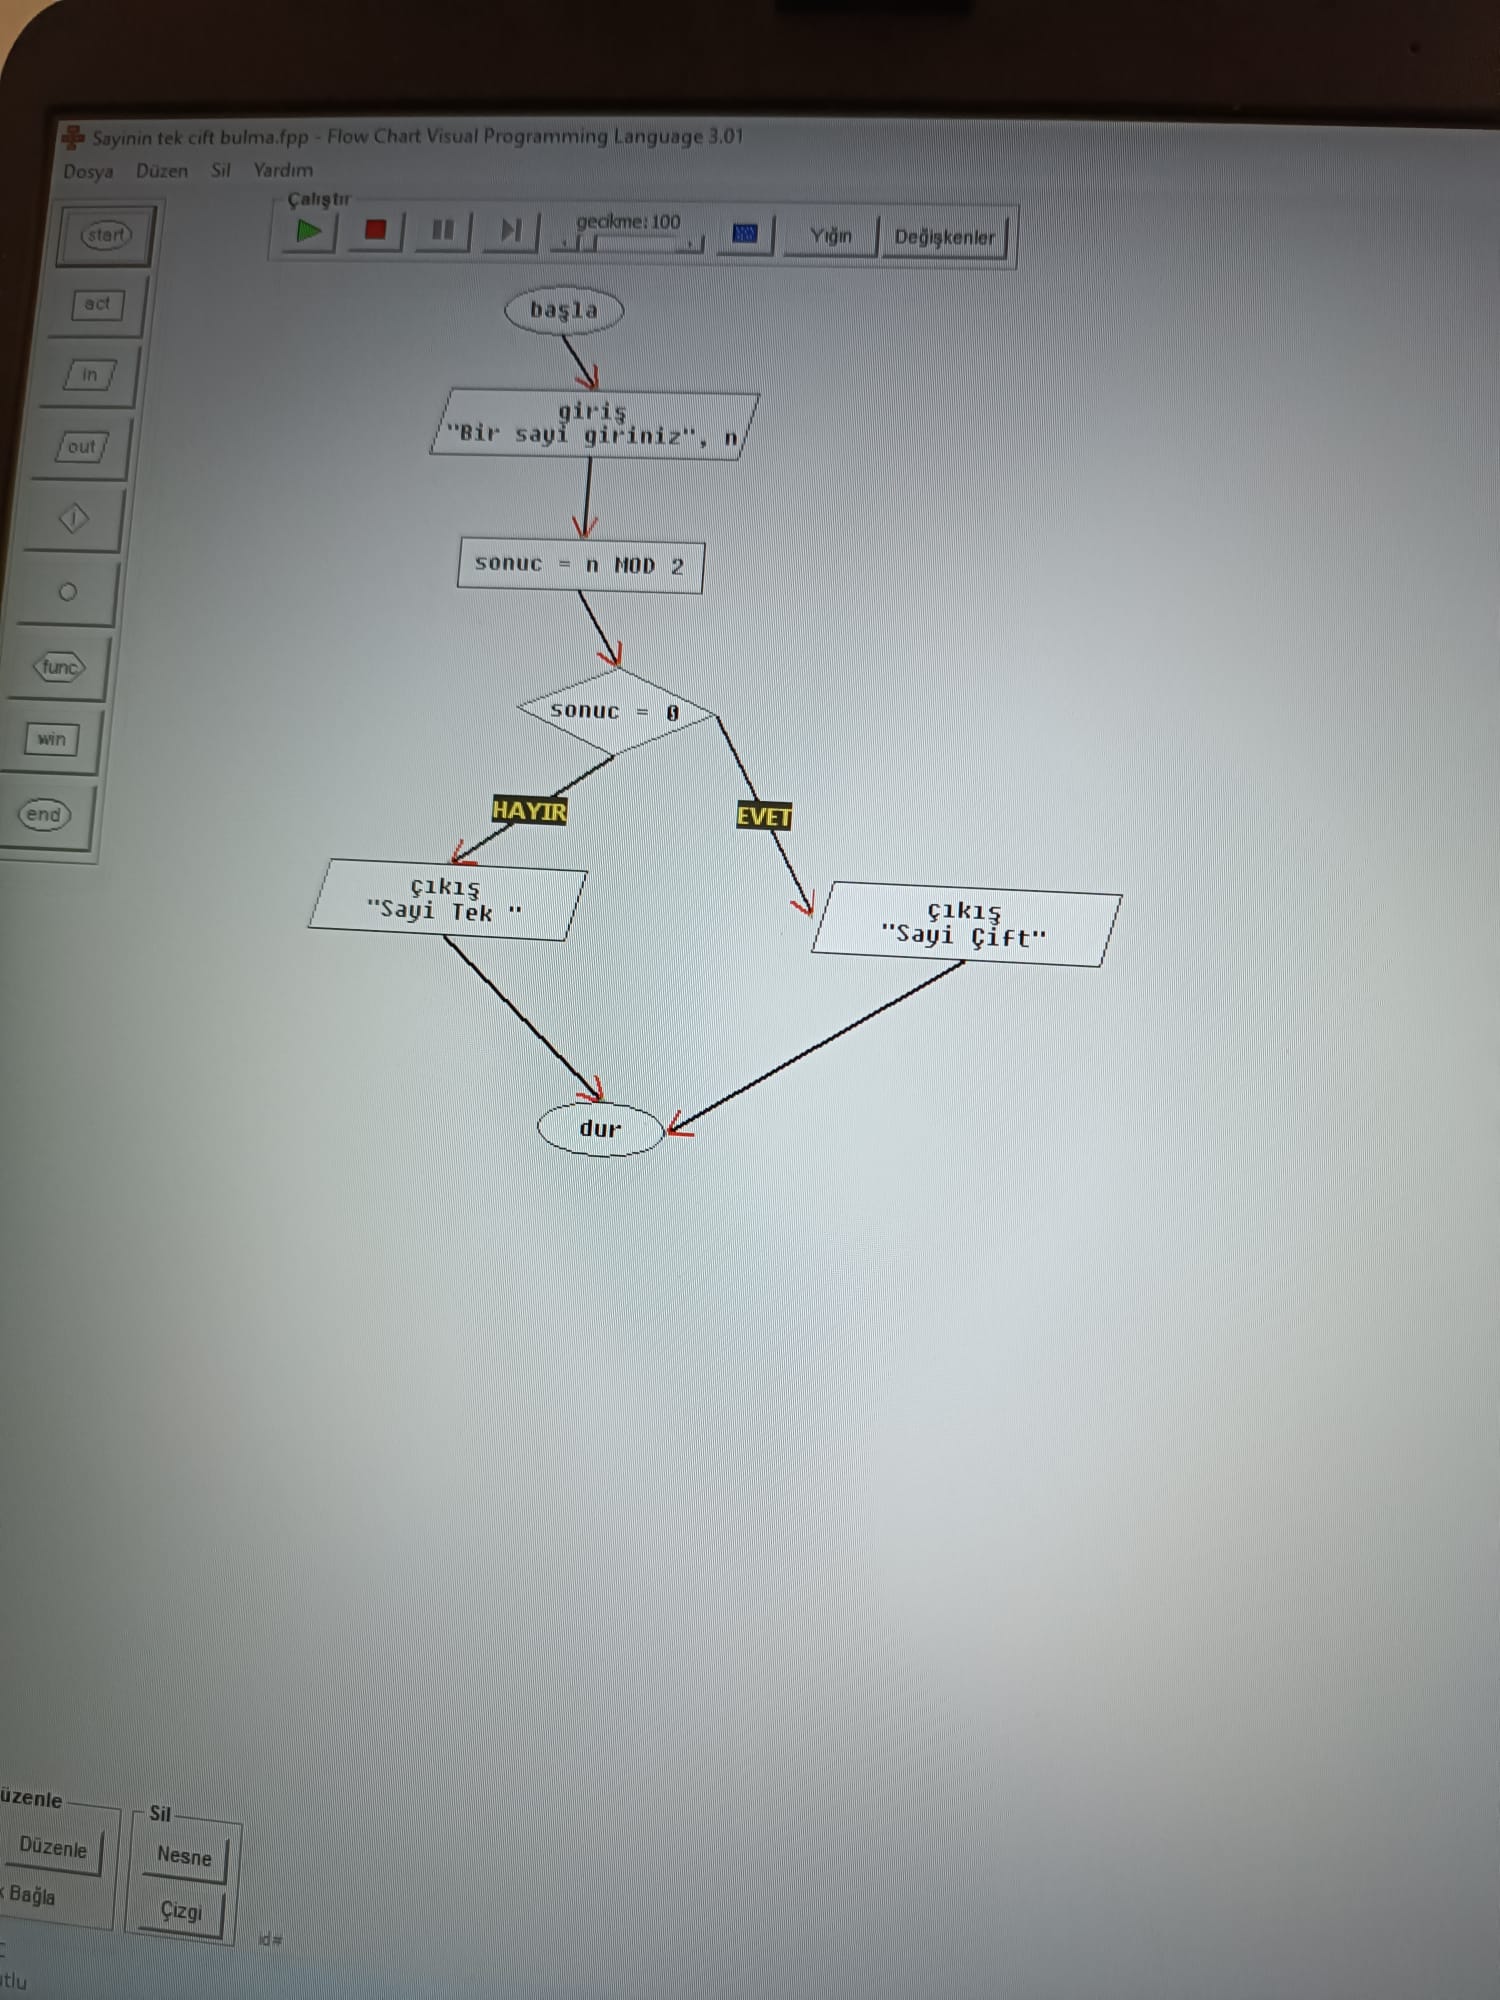 Sayinin tek cift bulma.fpp - Flow Chart Visual Programming Language 3.01
Dosya Düzen Sil Yardım
Çalıştır
gecikme:100
Yığın
Değişkenler
start
act
in
out
func
win
end
başla
giriş
"Bir sayi giriniz", n
sonuc = n MOD 2
sonuc = 0
HAYIR
EVET
çıkış
"Sayi Tek "
çıkış
"Sayi Çift"
dur
üzenle
Düzenle
Bağla
Sil
Nesne
Çizgi
id#
utlu